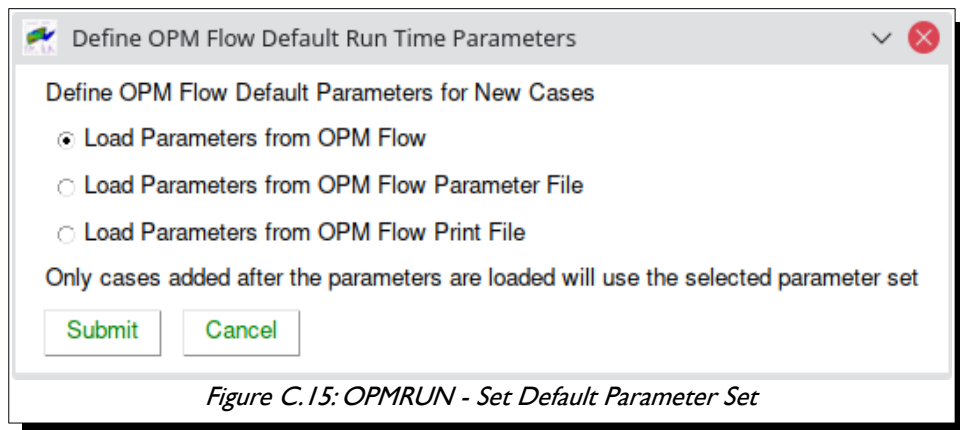 Define OPM Flow Default Run Time Parameters
Define OPM Flow Default Parameters for New Cases
Load Parameters from OPM Flow
Load Parameters from OPM Flow Parameter File
Load Parameters from OPM Flow Print File
Only cases added after the parameters are loaded will use the selected parameter set
Submit Cancel
Figure C.15: OPMRUN - Set Default Parameter Set